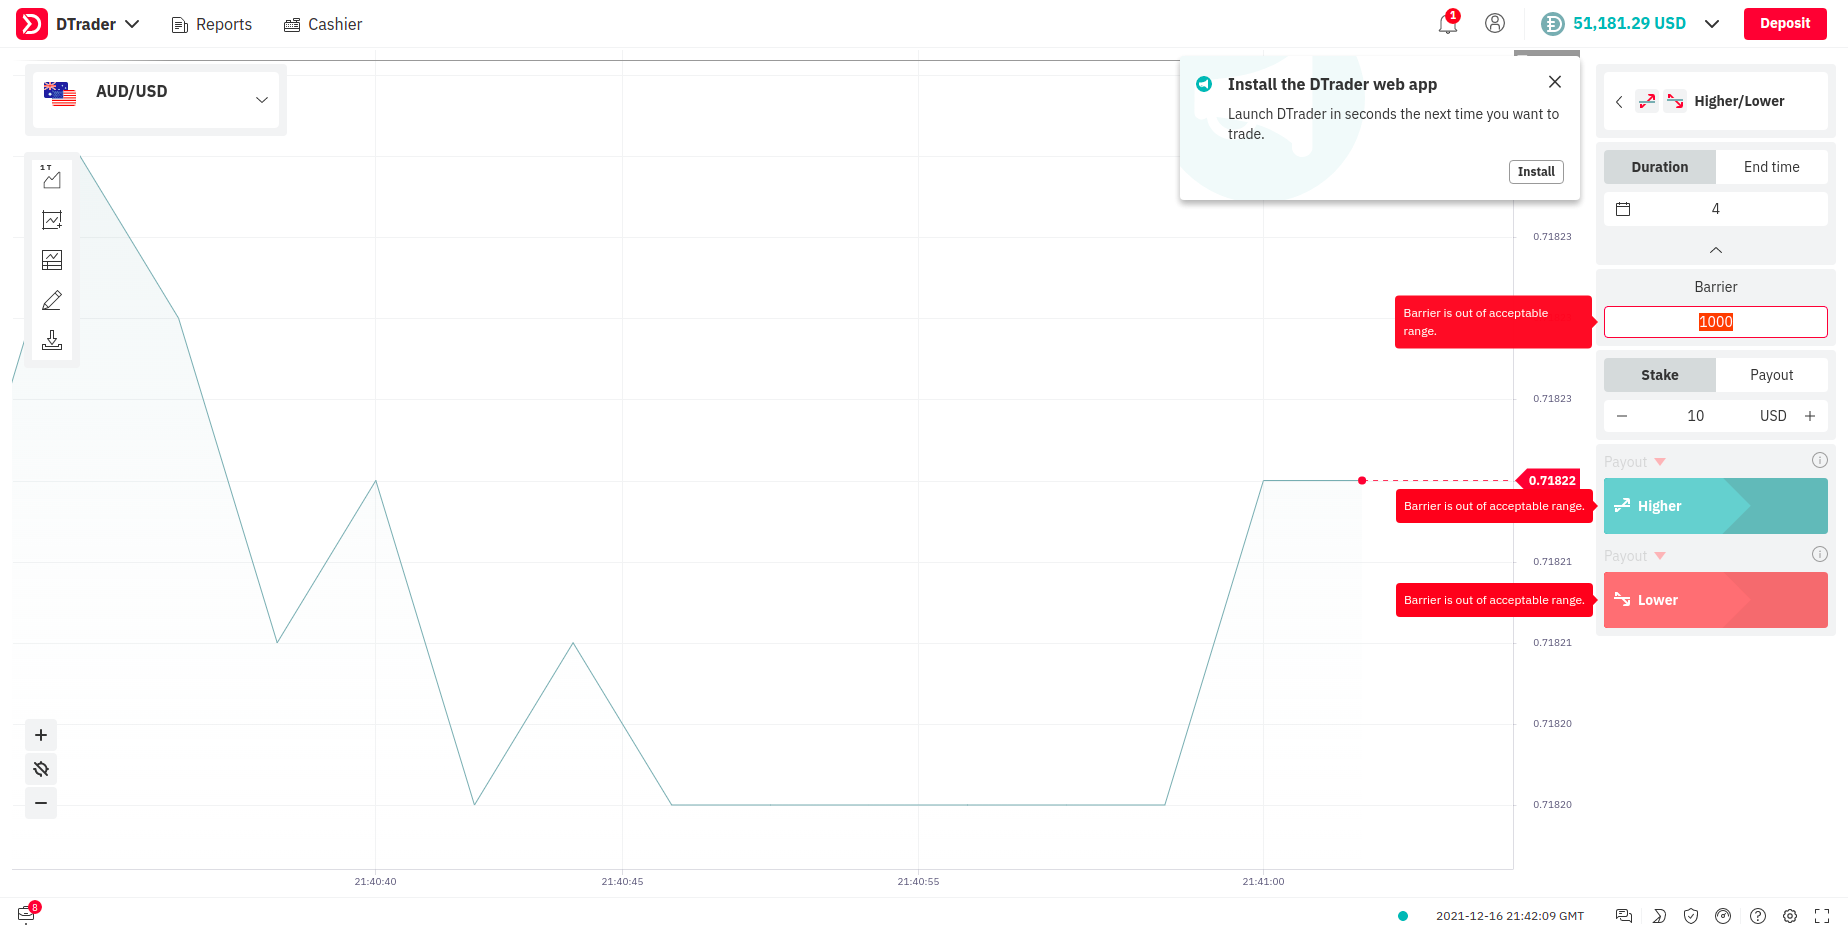 DTrader
Reports
Cashier
1
51,181.29 USD
Deposit
AUD/USD
Install the DTrader web app
Launch DTrader in seconds the next time you want to
trade.
Install
Higher/Lower
Duration
End time
4
Barrier
1000
Barrier is out of acceptable
range.
Stake
Payout
10
USD
Payout
Higher
Barrier is out of acceptable range.
Payout
Lower
Barrier is out of acceptable range.
1T
0.71823
0.71823
0.71822
0.71821
0.71821
0.71820
0.71820
21:40:40
21:40:45
21:40:55
21:41:00
8
2021-12-16 21:42:09 GMT